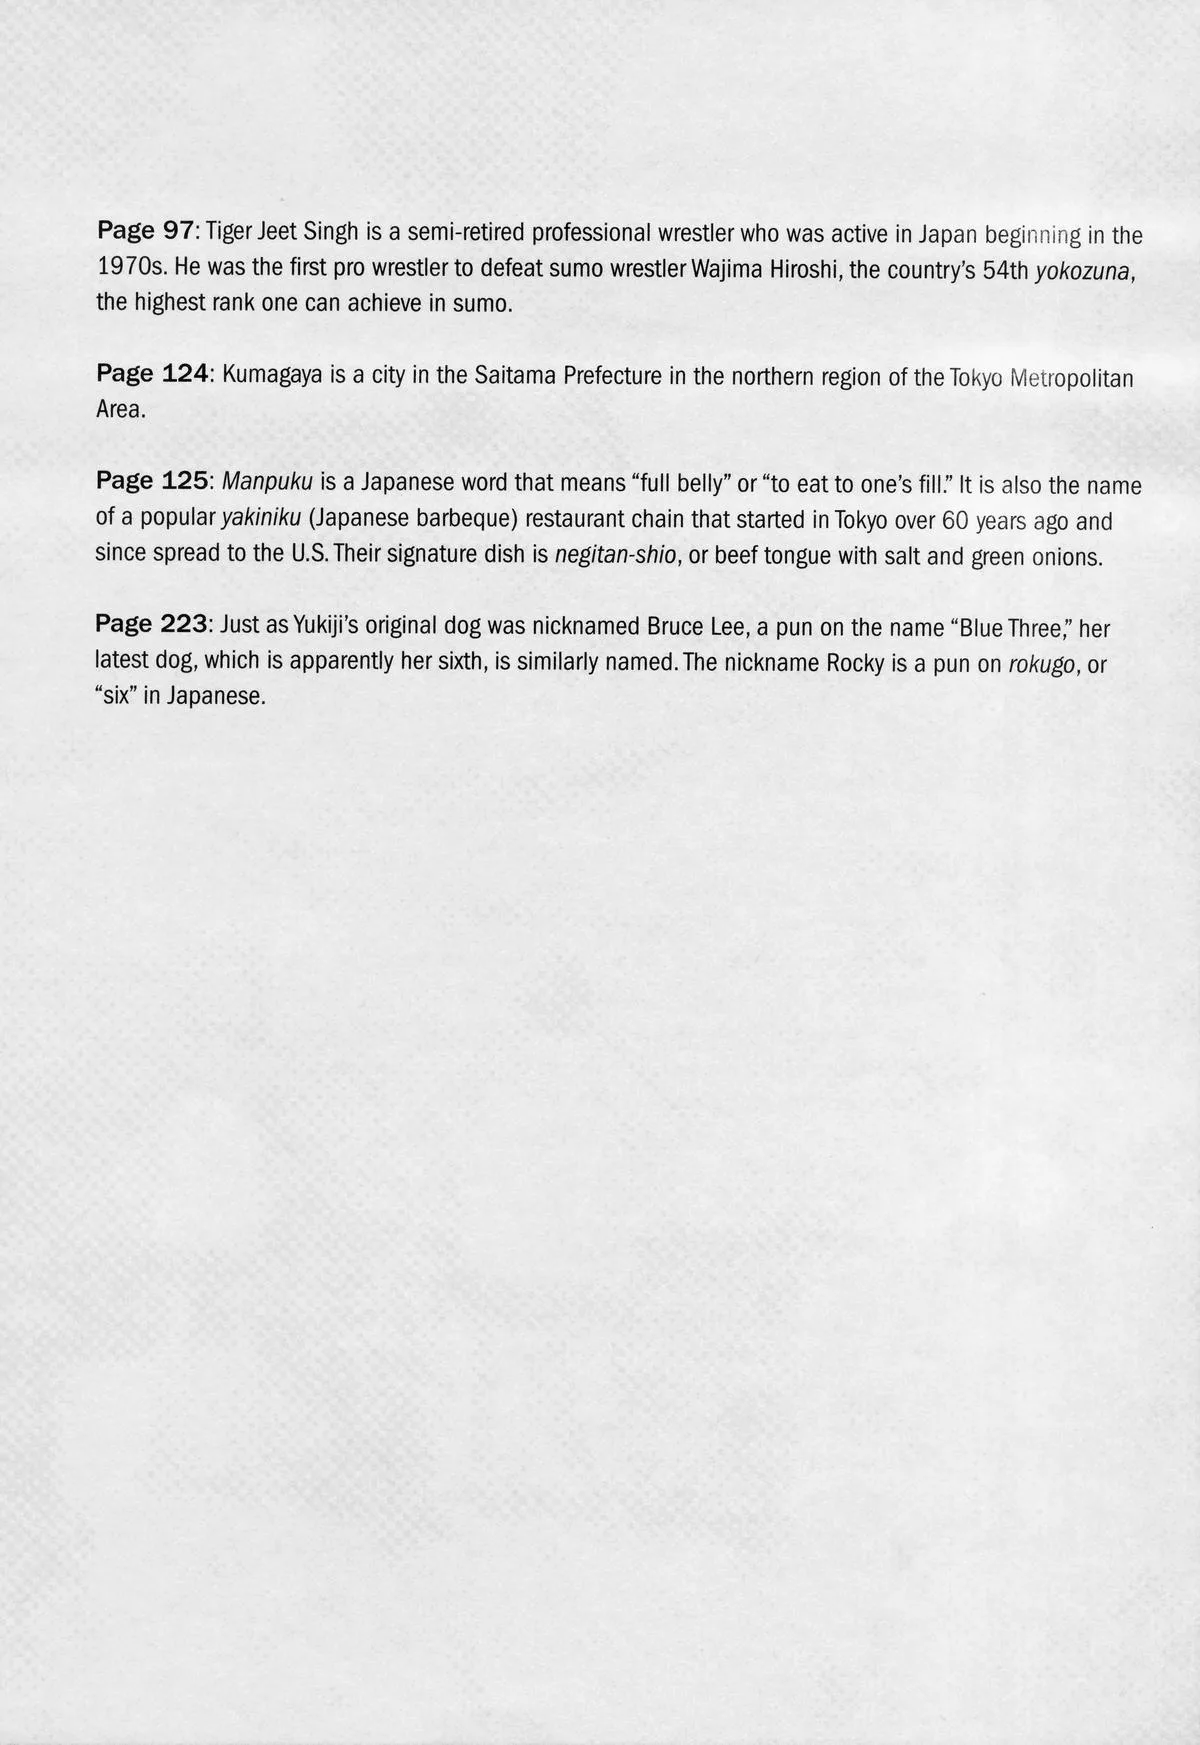 Page 97: Tiger Jeet Singh is a semi-retired professional wrestler who was active in Japan beginning in the
1970s. He was the first pro wrestler to defeat sumo wrestler Wajima Hiroshi, the country's 54th yokozuna,
the highest rank one can achieve in sumo.
Page 124: Kumagaya is a city in the Saitama Prefecture in the northern region of the Tokyo Metropolitan
Area.
Page 125: Manpuku is a Japanese word that means “full belly” or “to eat to one’s fill.” It is also the name
of a popular yakiniku (Japanese barbeque) restaurant chain that started in Tokyo over 60 years ago and
since spread to the U.S. Their signature dish is negitan-shio, or beef tongue with salt and green onions.
Page 223: Just as Yukiji’s original dog was nicknamed Bruce Lee, a pun on the name “Blue Three,” her
latest dog, which is apparently her sixth, is similarly named. The nickname Rocky is a pun on rokugo, or
“six” in Japanese.